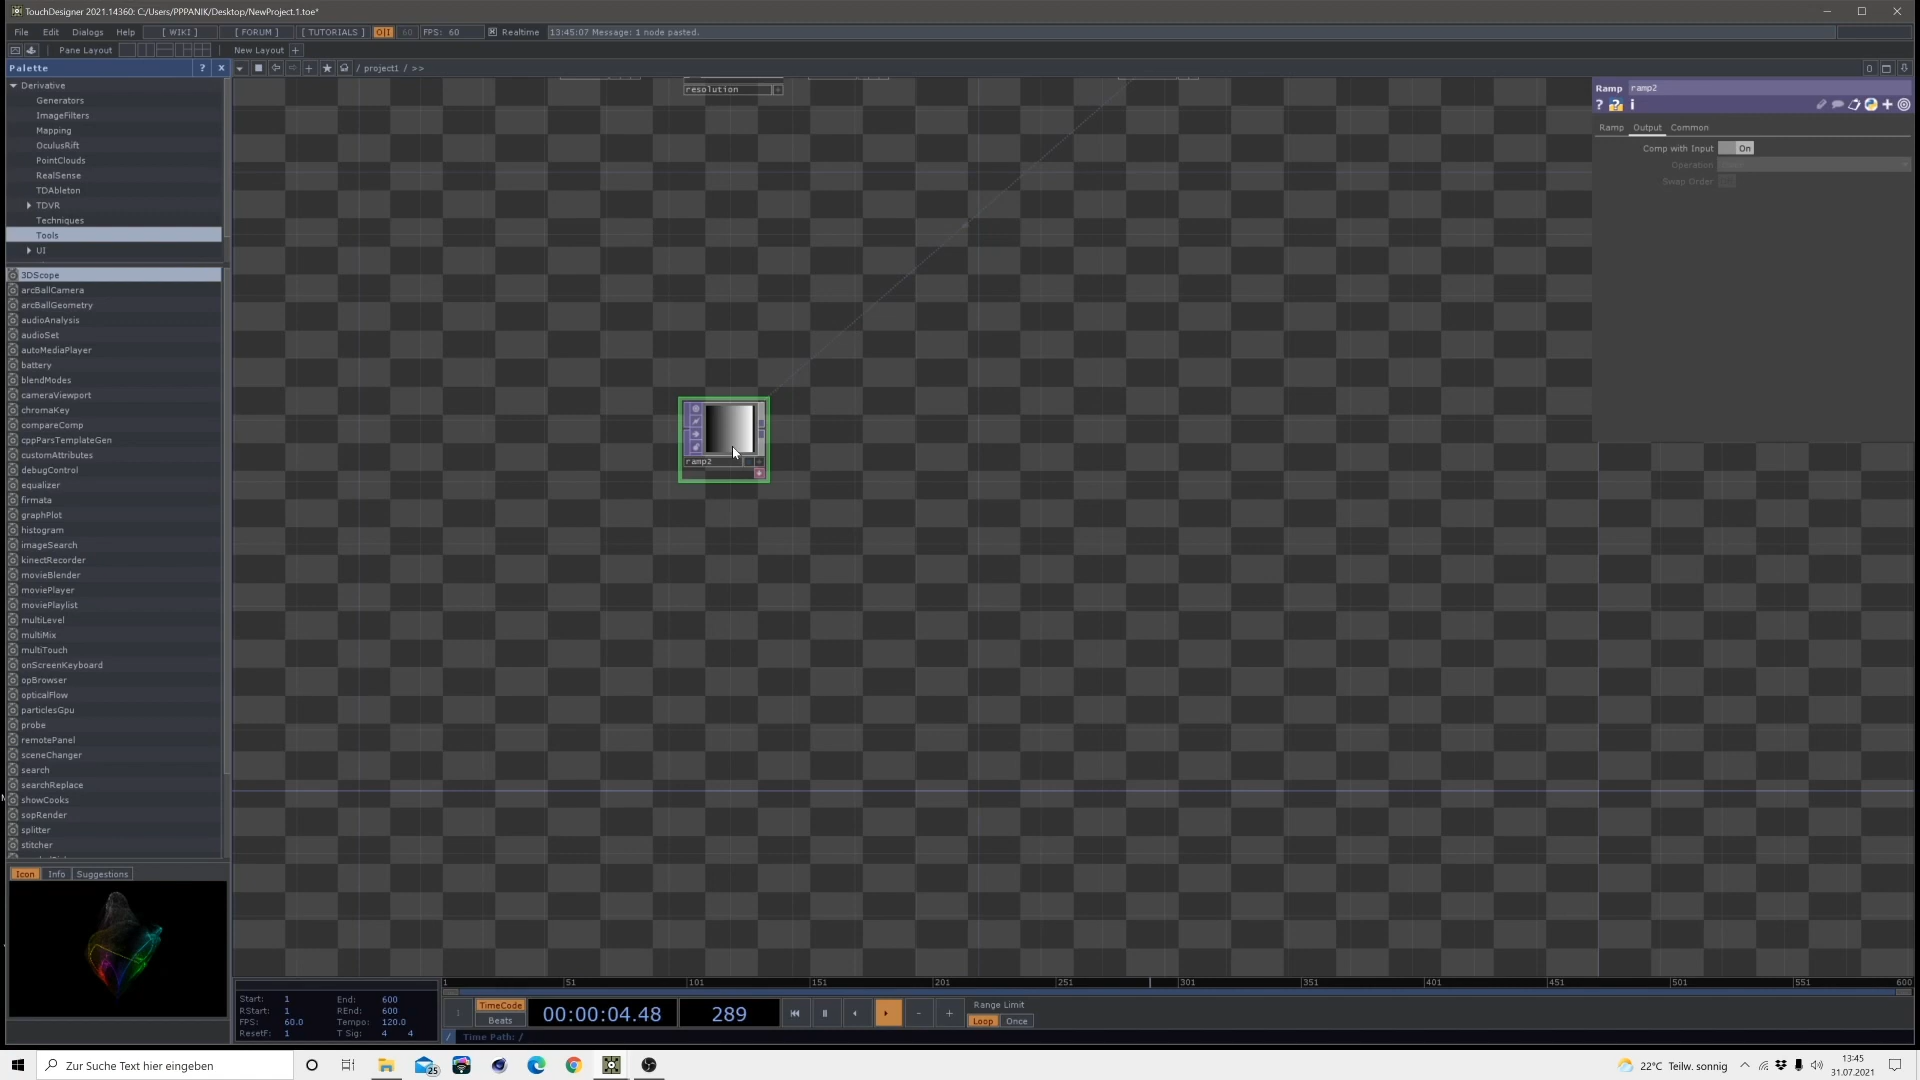 TouchDesigner 2021.14360: C:/Users/PPPANIK/Desktop/NewProject.1.toe*
File Edit Dialogs Help [ WIKI ] [ FORUM ] [ TUTORIALS ] O|I 60 FPS: 60 Realtime 13:45:07 Message: 1 node pasted.
Pane Layout New Layout +
Palette ? x / project1 / >> 0
Derivative
Generators
ImageFilters
Mapping
OculusRift
PointClouds
RealSense
TDAbleton
TDVR
Techniques
Tools
UI
3DScope
arcBallCamera
arcBallGeometry
audioAnalysis
audioSet
autoMediaPlayer
battery
blendModes
cameraViewport
chromaKey
compareComp
cppParsTemplateGen
customAttributes
debugControl
equalizer
firmata
graphPlot
histogram
imageSearch
kinectRecorder
movieBlender
moviePlayer
moviePlaylist
multiLevel
multiMix
multiTouch
onScreenKeyboard
opBrowser
opticalFlow
particlesGpu
probe
remotePanel
sceneChanger
search
searchReplace
showCooks
sopRender
splitter
stitcher
Icon Info Suggestions
resolution
ramp2
Ramp ramp2
? i
Ramp Output Common
Comp with Input On
Operation
Swap Order
1 51 101 151 201 251 301 351 401 451 501 551 600
Start: 1 End: 600
RStart: 1 REnd: 600
FPS: 60.0 Tempo: 120.0
ResetF: 1 T Sig: 4 4
TimeCode
Beats
00:00:04.48 289
Range Limit
Loop Once
/ Time Path: /
Zur Suche Text hier eingeben
25
22°C Teilw. sonnig
13:45
31.07.2021